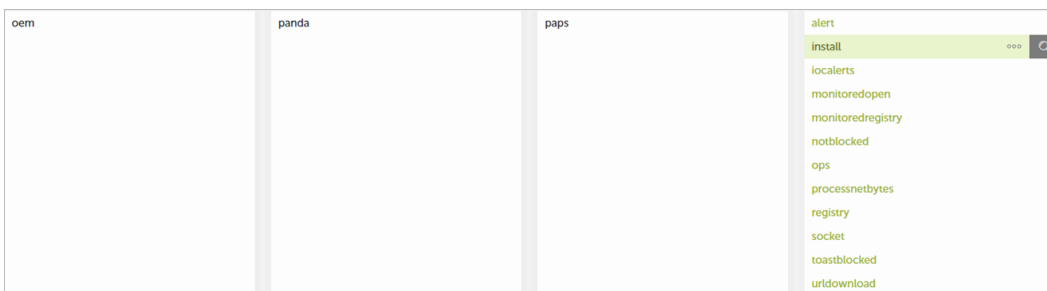 oem
panda
paps
alert
install
iocalerts
monitoredopen
monitoredregistry
notblocked
ops
processnetbytes
registry
socket
toastblocked
urldownload